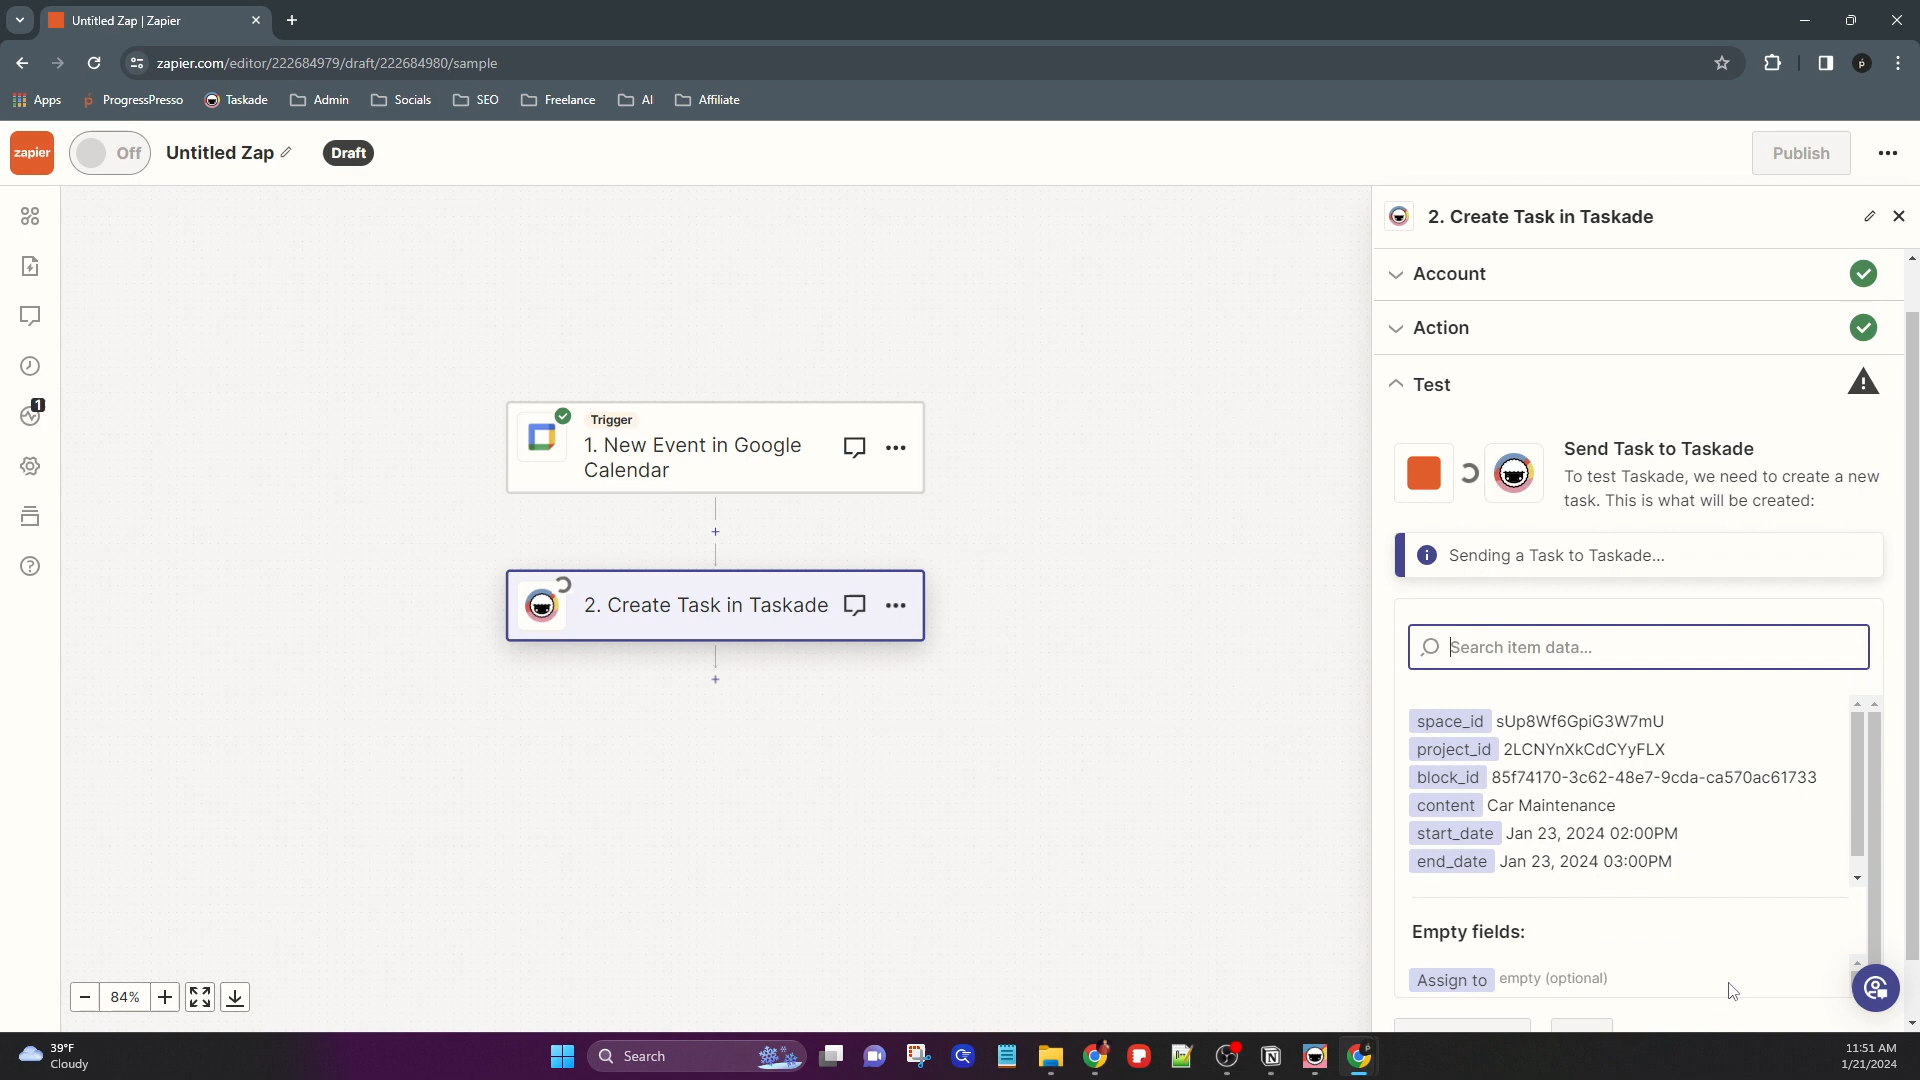 Untitled Zap | Zapier
zapier.com/editor/222684979/draft/222684980/sample
Apps
ProgressPresso
Taskade
Admin
Socials
SEO
Freelance
AI
Affiliate
zapier
Off
Untitled Zap
Draft
Publish
2. Create Task in Taskade
Account
Action
Test
Send Task to Taskade
To test Taskade, we need to create a new
task. This is what will be created:
Sending a Task to Taskade...
Search item data...
space_id sUp8Wf6GpiG3W7mU
project_id 2LCNYnXkCdCYyFLX
block_id 85f74170-3c62-48e7-9cda-ca570ac61733
content Car Maintenance
start_date Jan 23, 2024 02:00PM
end_date Jan 23, 2024 03:00PM
Empty fields:
Assign to empty (optional)
1
Trigger
1. New Event in Google
Calendar
2. Create Task in Taskade
84%
39°F
Cloudy
Search
11:51 AM
1/21/2024